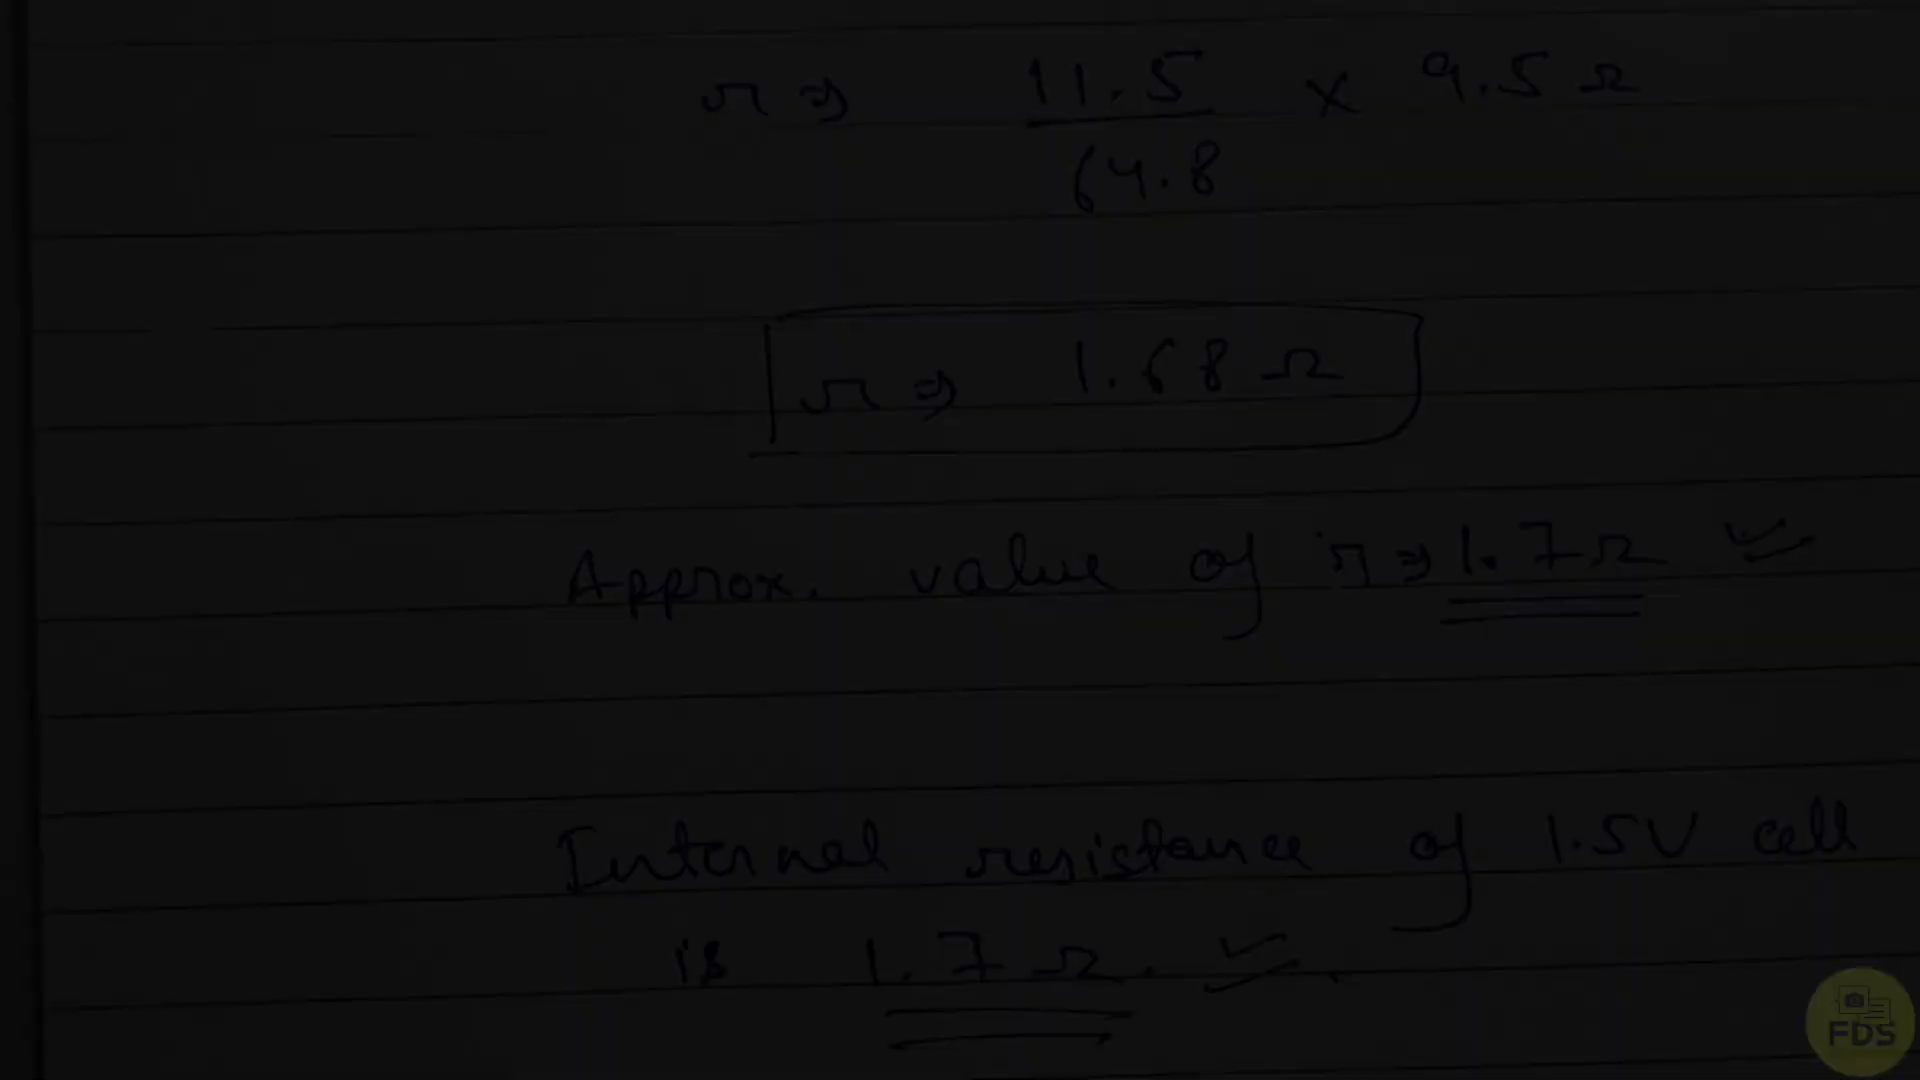 r ⇒ 11.5 / 64.8 × 9.5 Ω
r ⇒ 1.68 Ω
Approx. value of r ⇒ 1.7 Ω
Internal resistance of 1.5V cell
is 1.7 Ω.
FDS